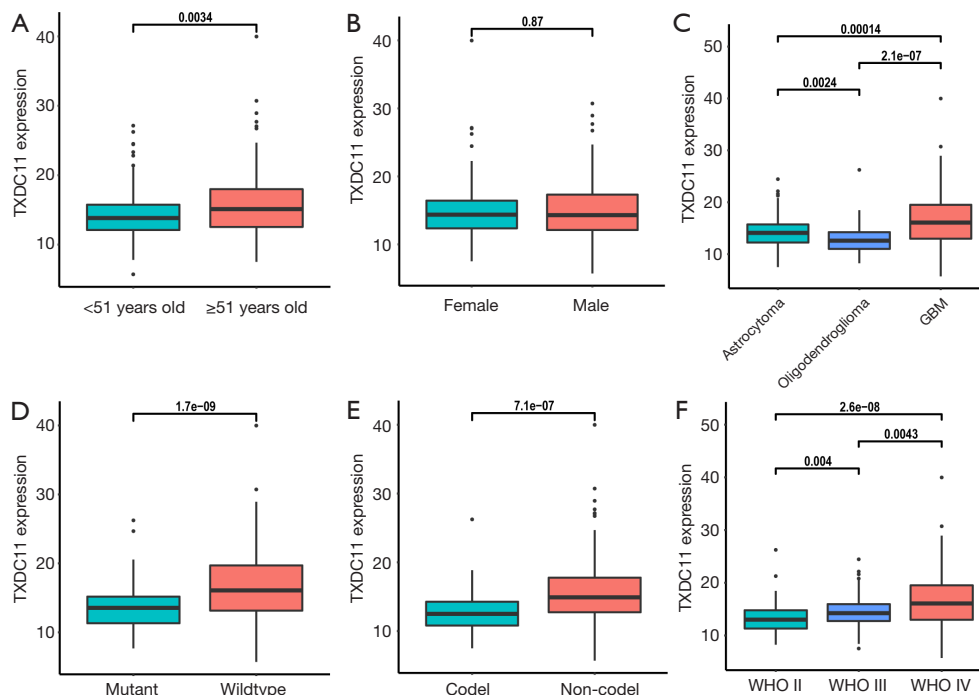 A
0.0034
TXDC11 expression
40
30
20
10
<51 years old
≥51 years old
B
0.87
TXDC11 expression
40
30
20
10
Female
Male
C
0.00014
2.1e-07
0.0024
TXDC11 expression
50
40
30
20
10
Astrocytoma
Oligodendroglioma
GBM
D
1.7e-09
TXDC11 expression
40
30
20
10
Mutant
Wildtype
E
7.1e-07
TXDC11 expression
40
30
20
10
Codel
Non-codel
F
2.6e-08
0.0043
0.004
TXDC11 expression
50
40
30
20
10
WHO II
WHO III
WHO IV